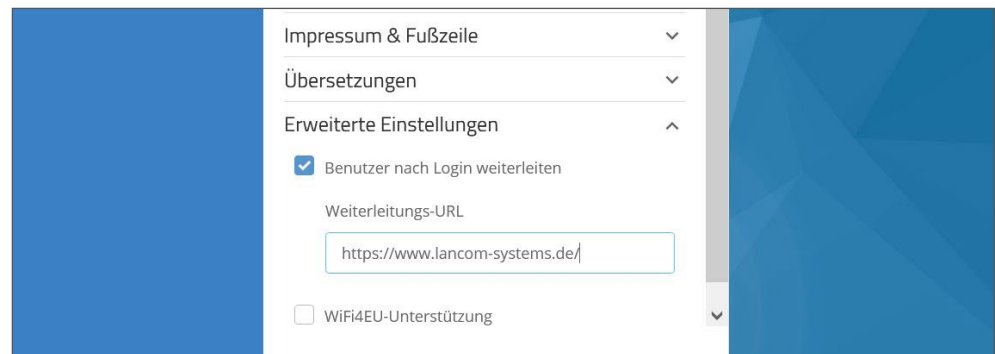 Impressum & Fußzeile
Übersetzungen
Erweiterte Einstellungen
Benutzer nach Login weiterleiten
Weiterleitungs-URL
https://www.lancom-systems.de/
WiFi4EU-Unterstützung